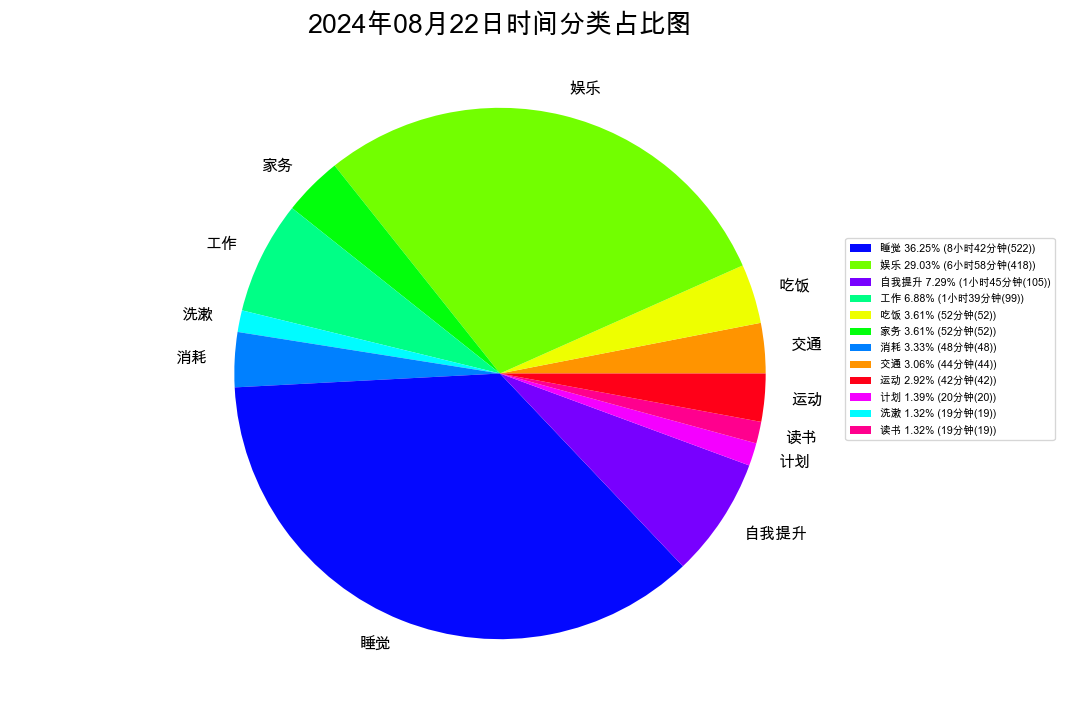 2024年08月22日时间分类占比图
娱乐
家务
工作
洗漱
消耗
睡觉
吃饭
交通
运动
读书
计划
自我提升
睡觉 36.25% (8小时42分钟(522))
娱乐 29.03% (6小时58分钟(418))
自我提升 7.29% (1小时45分钟(105))
工作 6.88% (1小时39分钟(99))
吃饭 3.61% (52分钟(52))
家务 3.61% (52分钟(52))
消耗 3.33% (48分钟(48))
交通 3.06% (44分钟(44))
运动 2.92% (42分钟(42))
计划 1.39% (20分钟(20))
洗漱 1.32% (19分钟(19))
读书 1.32% (19分钟(19))